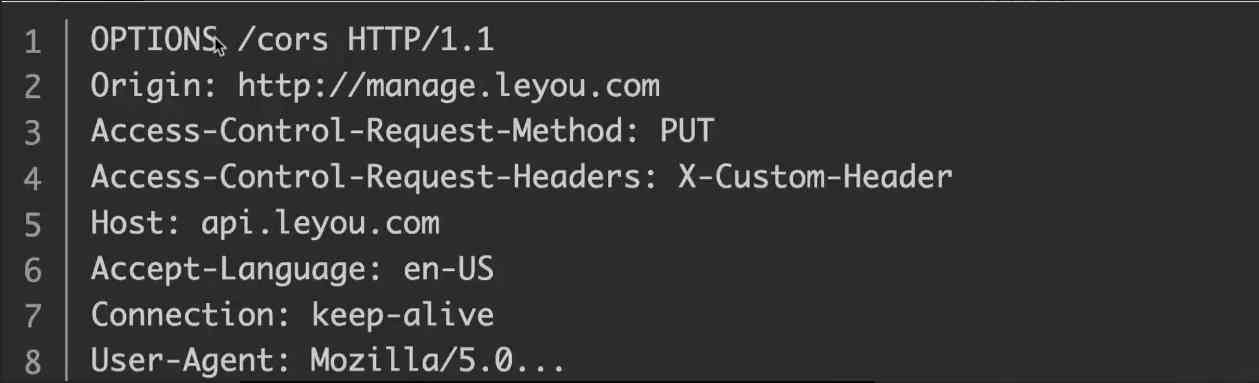 1 OPTIONS /cors HTTP/1.1
2 Origin: http://manage.leyou.com
3 Access-Control-Request-Method: PUT
4 Access-Control-Request-Headers: X-Custom-Header
5 Host: api.leyou.com
6 Accept-Language: en-US
7 Connection: keep-alive
8 User-Agent: Mozilla/5.0...